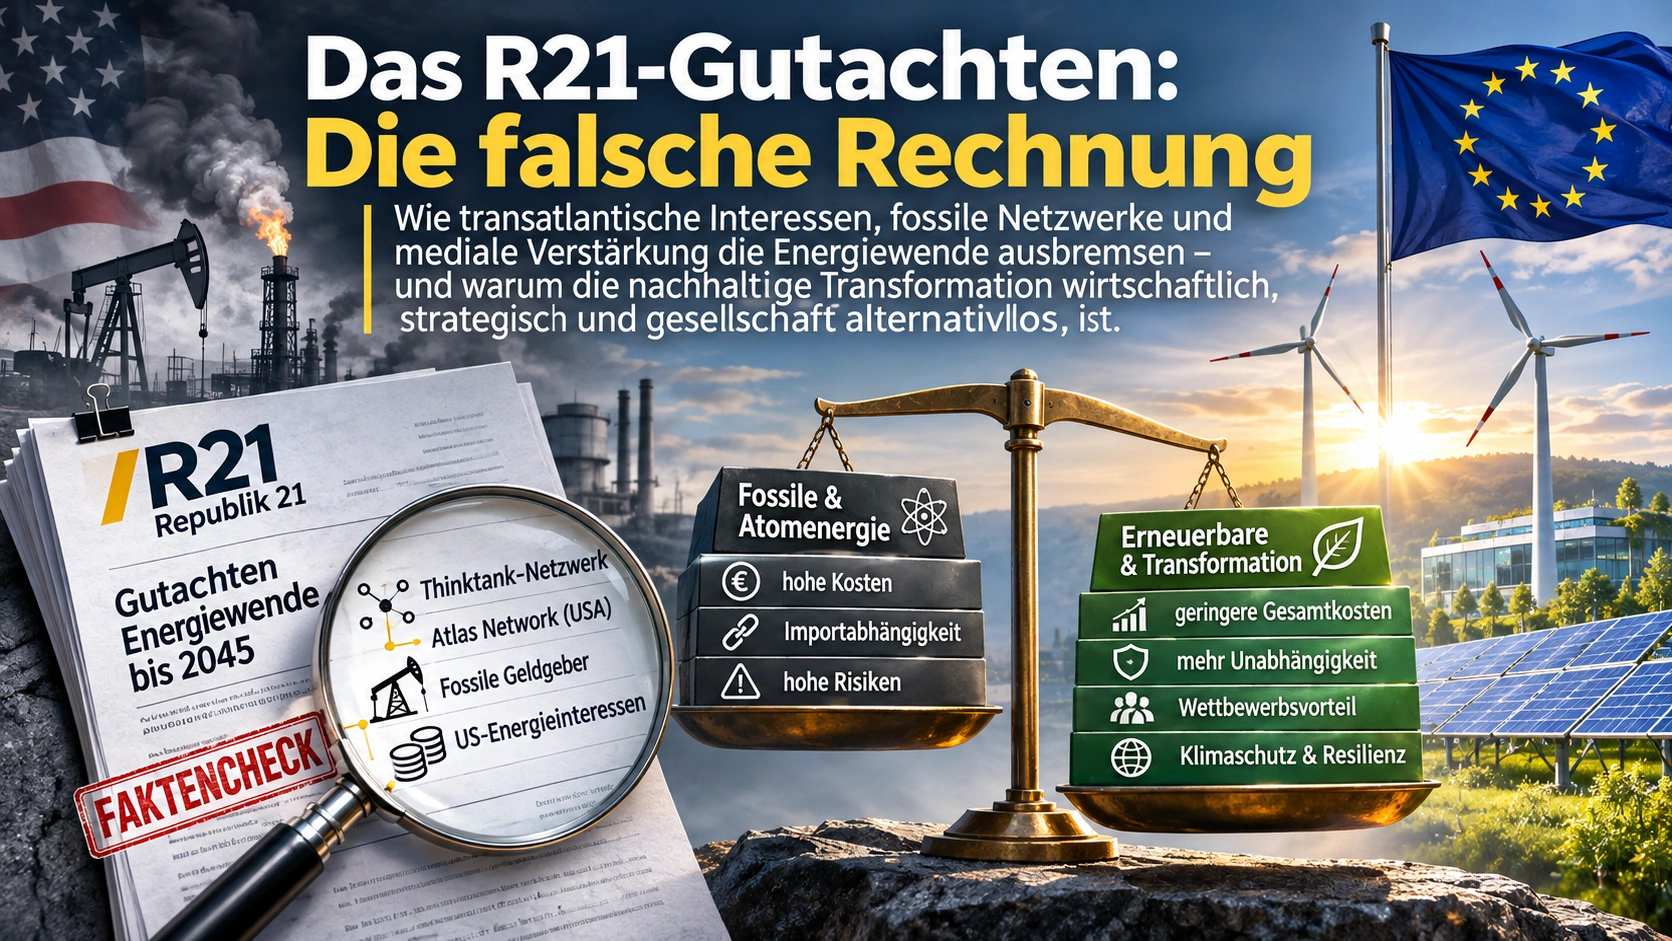 Das R21-Gutachten:
Die falsche Rechnung
Wie transatlantische Interessen, fossile Netzwerke und
mediale Verstärkung die Energiewende ausbremsen –
und warum die nachhaltige Transformation wirtschaftlich,
strategisch und gesellschaft alternativllos, ist.
R21
Republik 21
Gutachten
Energiewende
bis 2045
FAKTENCHECK
Thinktank-Netzwerk
Atlas Network (USA)
Fossile Geldgeber
US-Energieinteressen
Fossile &
Atomenergie
hohe Kosten
Importabhängigkeit
hohe Risiken
Erneuerbare
& Transformation
geringere Gesamtkosten
mehr Unabhängigkeit
Wettbewerbsvorteil
Klimaschutz & Resilienz